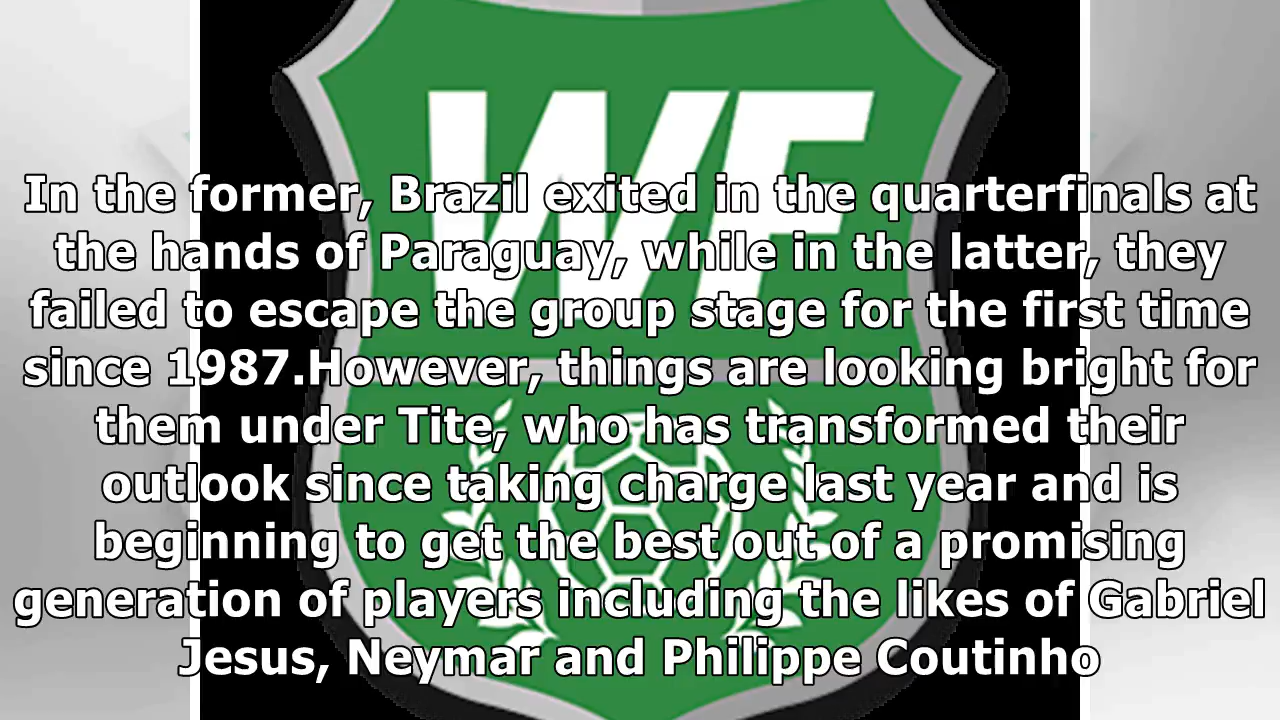 WF
In the former, Brazil exited in the quarterfinals at
the hands of Paraguay, while in the latter, they
failed to escape the group stage for the first time
since 1987.However, things are looking bright for
them under Tite, who has transformed their
outlook since taking charge last year and is
beginning to get the best out of a promising
generation of players including the likes of Gabriel
Jesus, Neymar and Philippe Coutinho